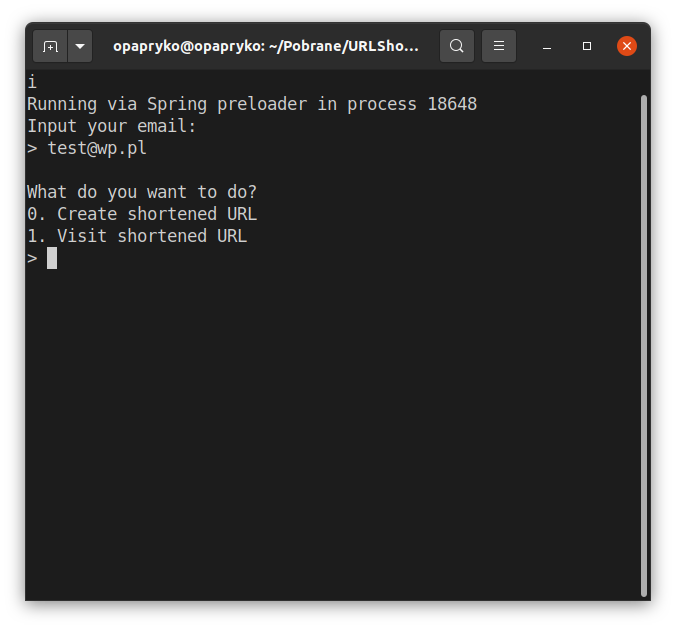 opapryko@opapryko: ~/Pobrane/URLSho...
i
Running via Spring preloader in process 18648
Input your email:
> test@wp.pl
What do you want to do?
0. Create shortened URL
1. Visit shortened URL
>